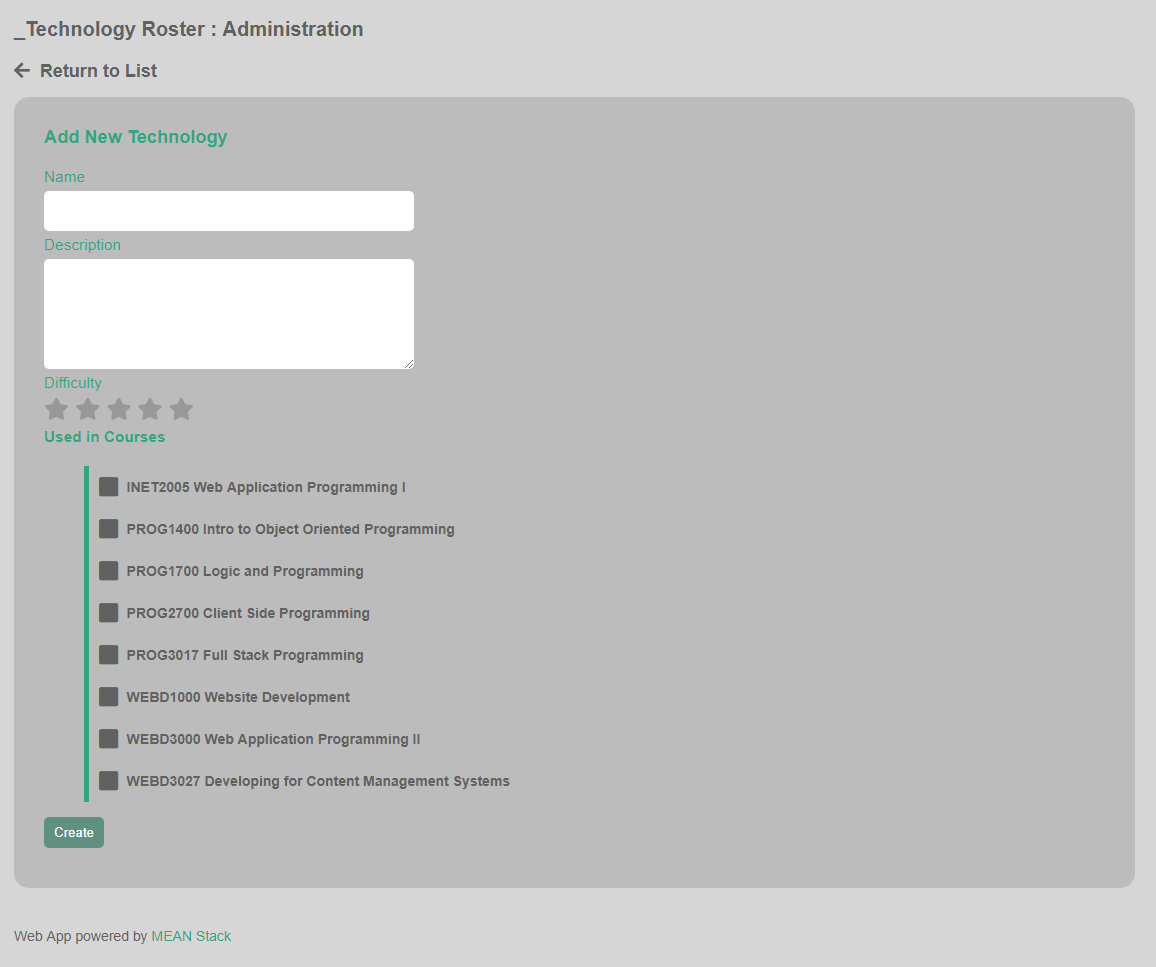 _Technology Roster : Administration
Return to List
Add New Technology
Name
Description
Difficulty
Used in Courses
INET2005 Web Application Programming I
PROG1400 Intro to Object Oriented Programming
PROG1700 Logic and Programming
PROG2700 Client Side Programming
PROG3017 Full Stack Programming
WEBD1000 Website Development
WEBD3000 Web Application Programming II
WEBD3027 Developing for Content Management Systems
Create
Web App powered by MEAN Stack